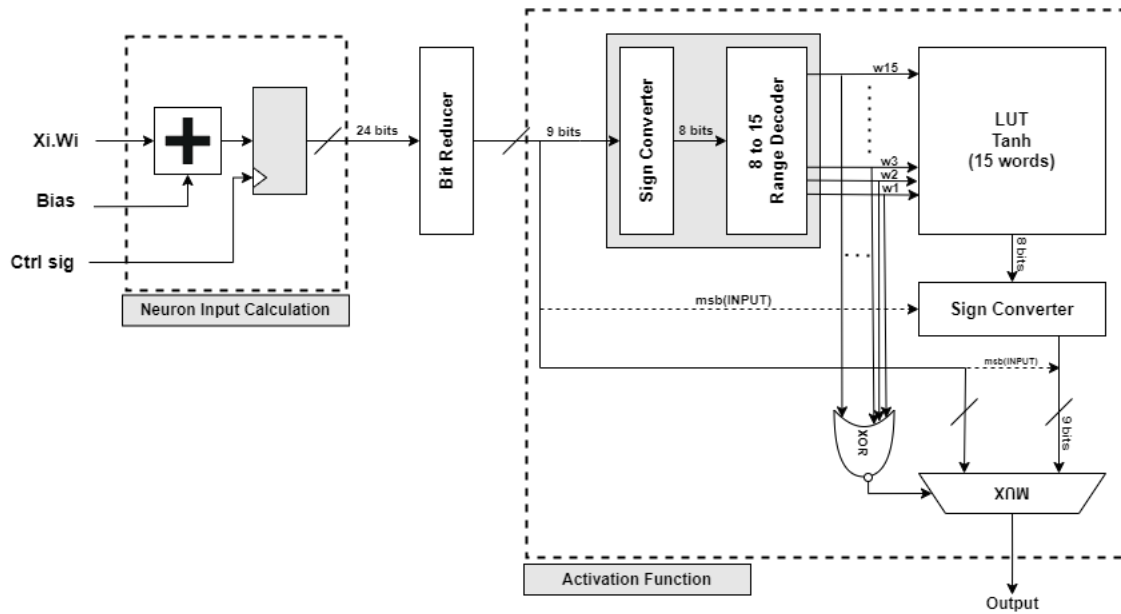 Xi.Wi
Bias
Ctrl sig
Neuron Input Calculation
24 bits
Bit Reducer
9 bits
Sign Converter
8 bits
8 to 15
Range Decoder
w15
w3
w2
w1
LUT
Tanh
(15 words)
8 bits
msb(INPUT)
Sign Converter
msb(INPUT)
9 bits
XOR
MUX
Activation Function
Output